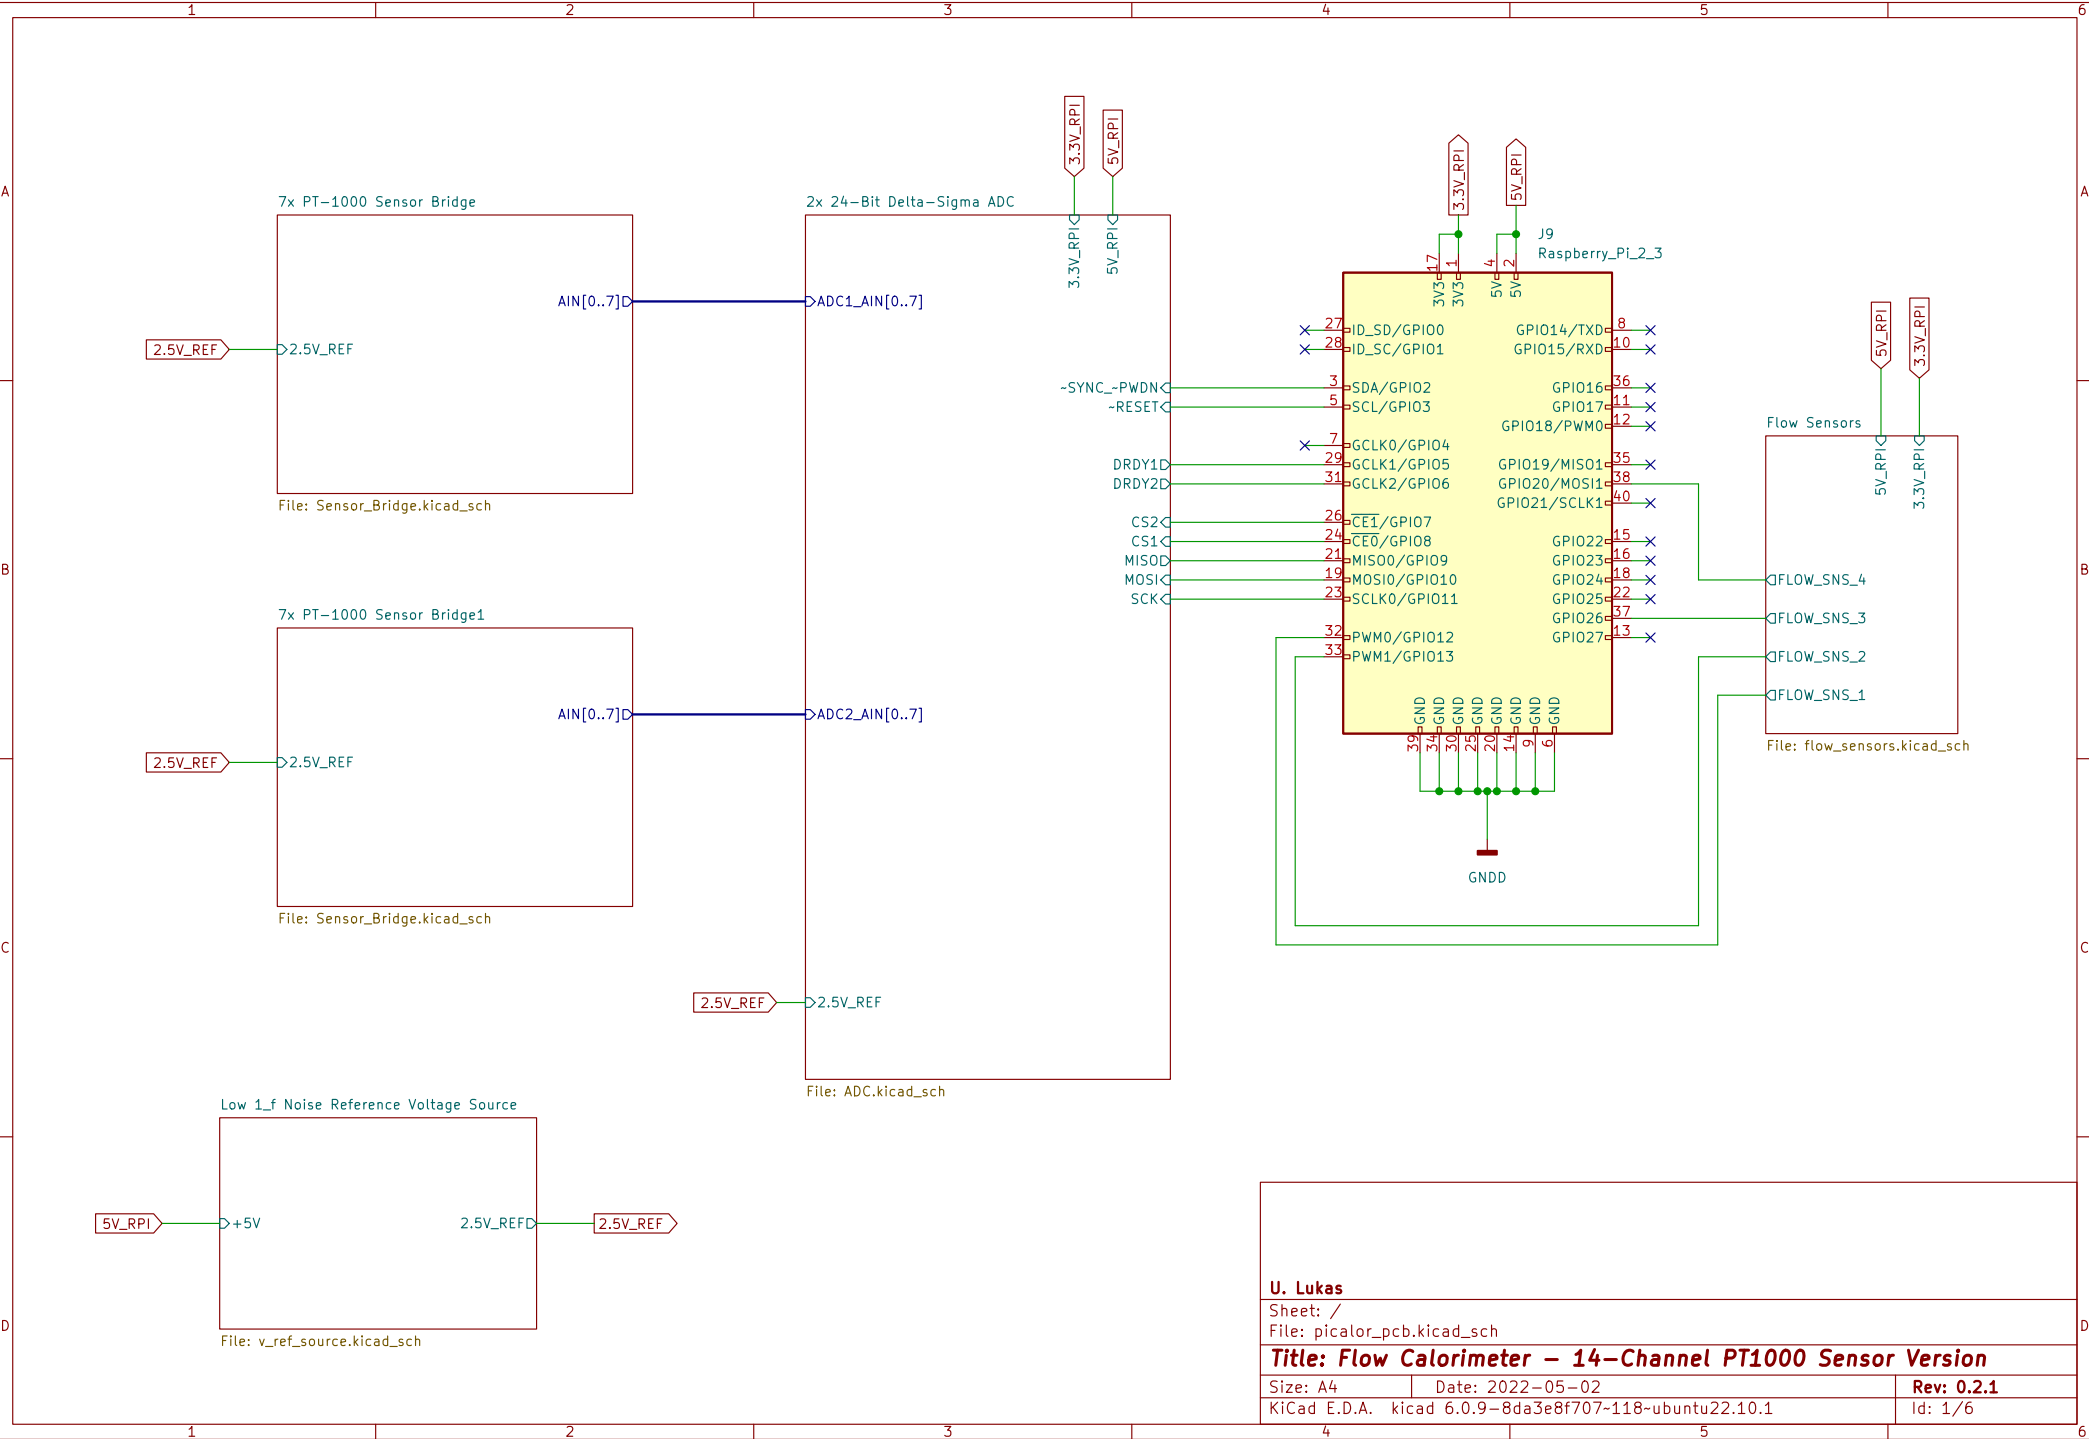 1 2 3 4 5 6
A A
B B
C C
D D
1 2 3 4 5 6
7x PT-1000 Sensor Bridge
AIN[0..7]
2.5V_REF
2.5V_REF
File: Sensor_Bridge.kicad_sch
7x PT-1000 Sensor Bridge1
AIN[0..7]
2.5V_REF
2.5V_REF
File: Sensor_Bridge.kicad_sch
Low 1_f Noise Reference Voltage Source
5V_RPI
+5V
2.5V_REF
2.5V_REF
File: v_ref_source.kicad_sch
3.3V_RPI
5V_RPI
2x 24-Bit Delta-Sigma ADC
3.3V_RPI
5V_RPI
ADC1_AIN[0..7]
~SYNC_~PWDN
~RESET
DRDY1
DRDY2
CS2
CS1
MISO
MOSI
SCK
ADC2_AIN[0..7]
2.5V_REF
2.5V_REF
File: ADC.kicad_sch
3.3V_RPI
5V_RPI
J9
Raspberry_Pi_2_3
17 1 4 2
3V3 3V3 5V 5V
27 ID_SD/GPIO0
28 ID_SC/GPIO1
3 SDA/GPIO2
5 SCL/GPIO3
7 GCLK0/GPIO4
29 GCLK1/GPIO5
31 GCLK2/GPIO6
26 CE1/GPIO7
24 CE0/GPIO8
21 MISO0/GPIO9
19 MOSI0/GPIO10
23 SCLK0/GPIO11
32 PWM0/GPIO12
33 PWM1/GPIO13
GPIO14/TXD 8
GPIO15/RXD 10
GPIO16 36
GPIO17 11
GPIO18/PWM0 12
GPIO19/MISO1 35
GPIO20/MOSI1 38
GPIO21/SCLK1 40
GPIO22 15
GPIO23 16
GPIO24 18
GPIO25 22
GPIO26 37
GPIO27 13
GND GND GND GND GND GND GND GND
39 34 30 25 20 14 9 6
GNDD
5V_RPI
3.3V_RPI
Flow Sensors
5V_RPI
3.3V_RPI
FLOW_SNS_4
FLOW_SNS_3
FLOW_SNS_2
FLOW_SNS_1
File: flow_sensors.kicad_sch
U. Lukas
Sheet: /
File: picalor_pcb.kicad_sch
Title: Flow Calorimeter - 14-Channel PT1000 Sensor Version
Size: A4 Date: 2022-05-02 Rev: 0.2.1
KiCad E.D.A. kicad 6.0.9-8da3e8f707~118~ubuntu22.10.1 Id: 1/6